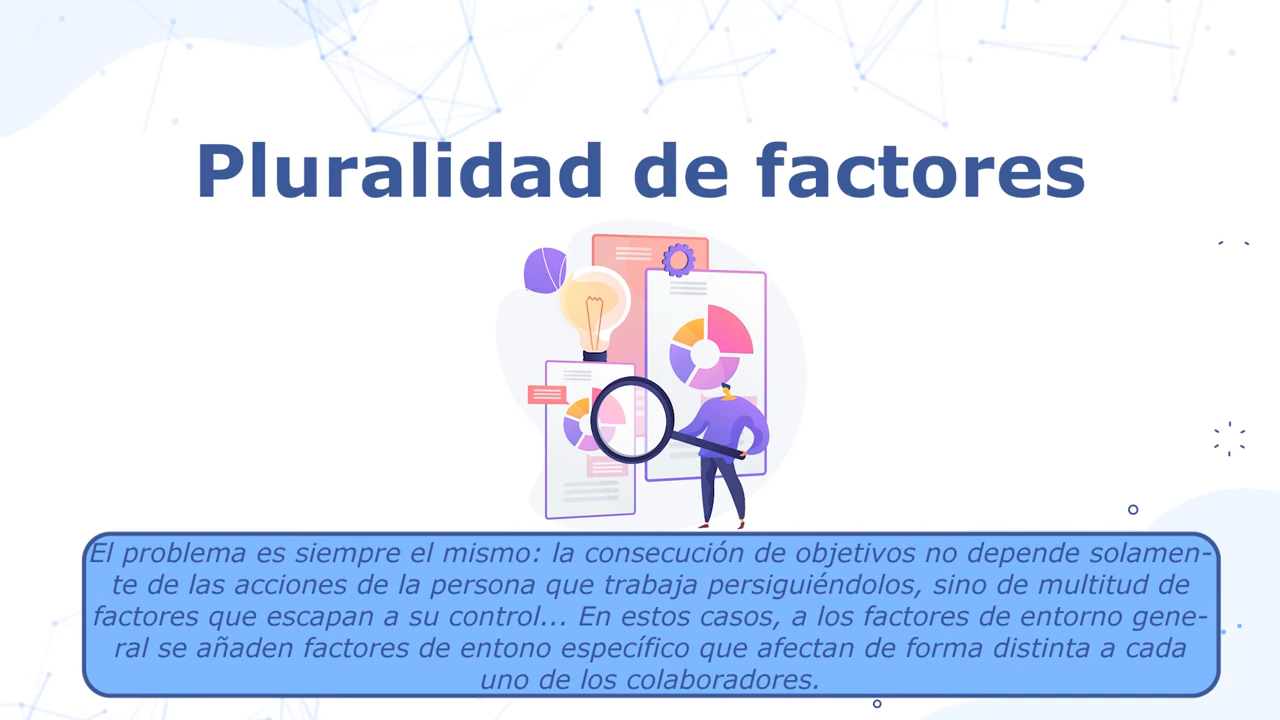 Pluralidad de factores
El problema es siempre el mismo: la consecución de objetivos no depende solamen-
te de las acciones de la persona que trabaja persiguiéndolos, sino de multitud de
factores que escapan a su control... En estos casos, a los factores de entorno gene-
ral se añaden factores de entono específico que afectan de forma distinta a cada
uno de los colaboradores.